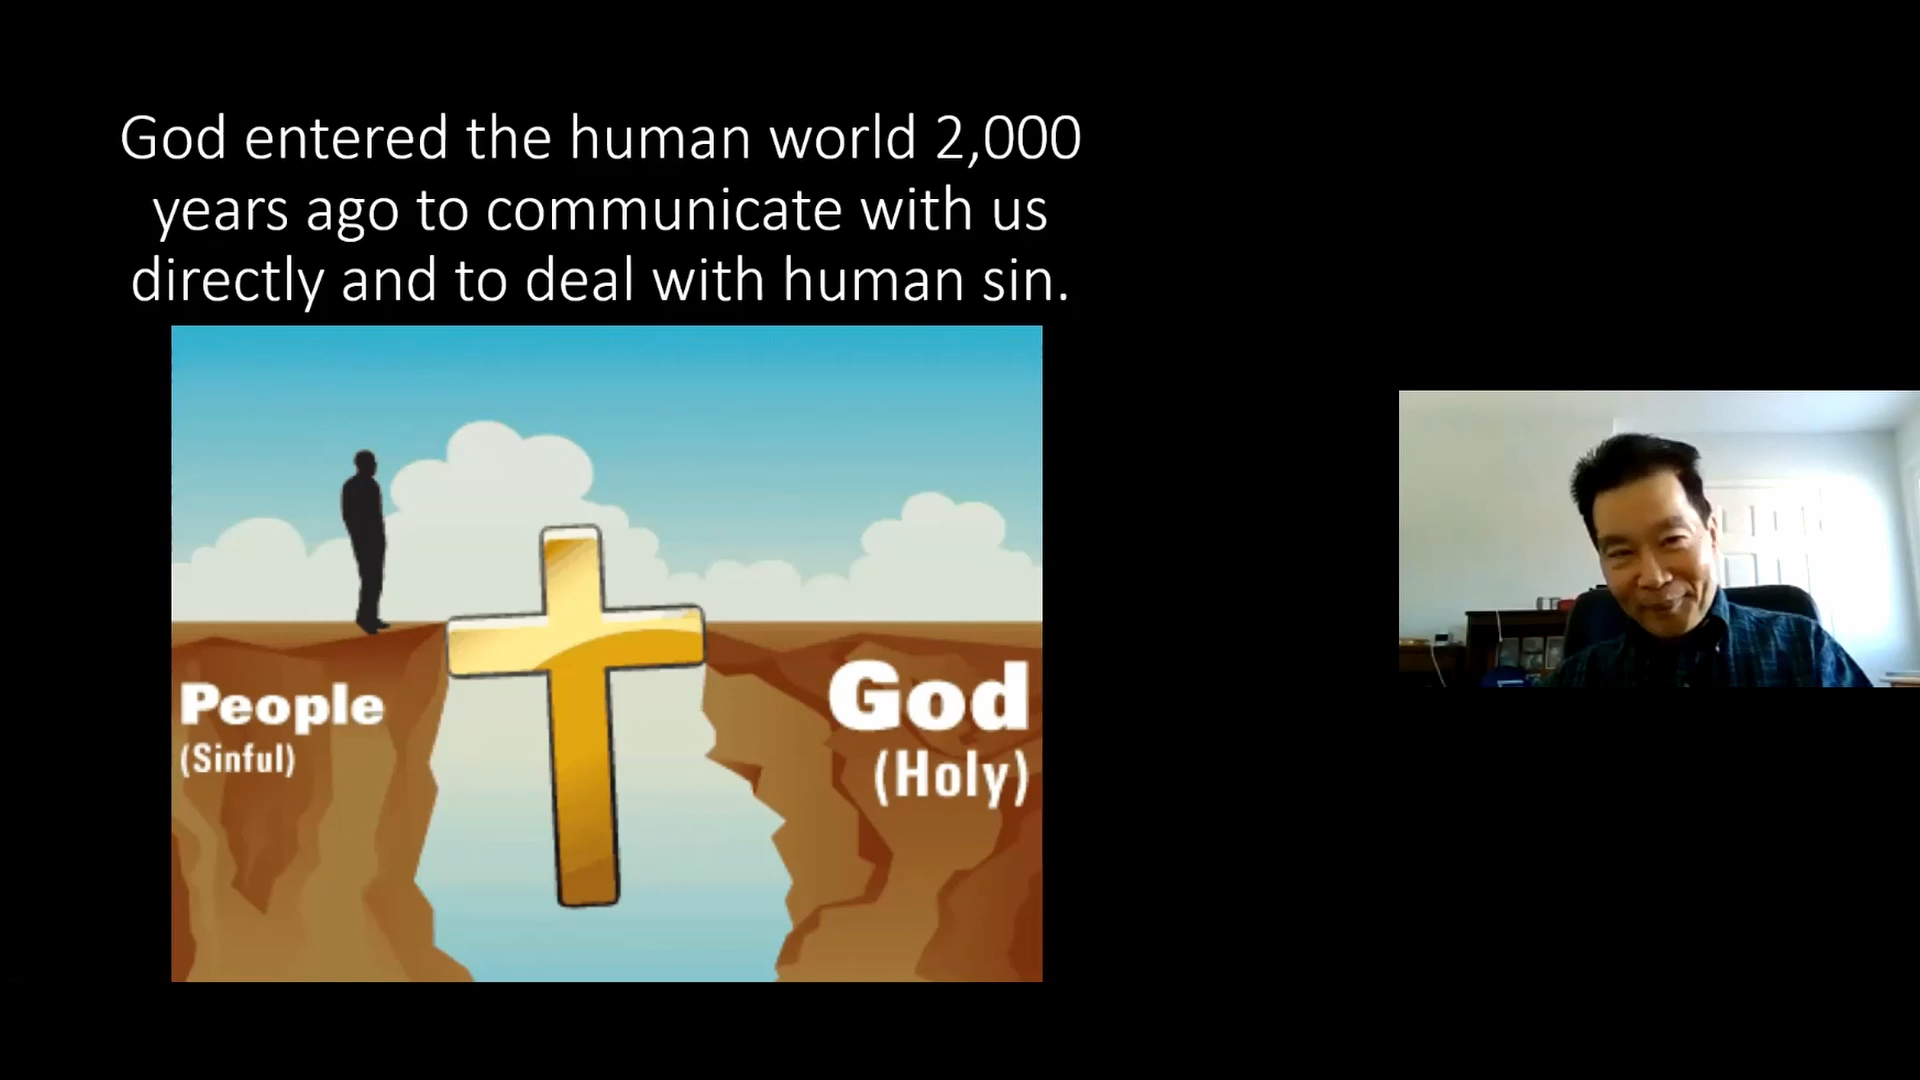 God entered the human world 2,000
years ago to communicate with us
directly and to deal with human sin.
People
(Sinful)
God
(Holy)